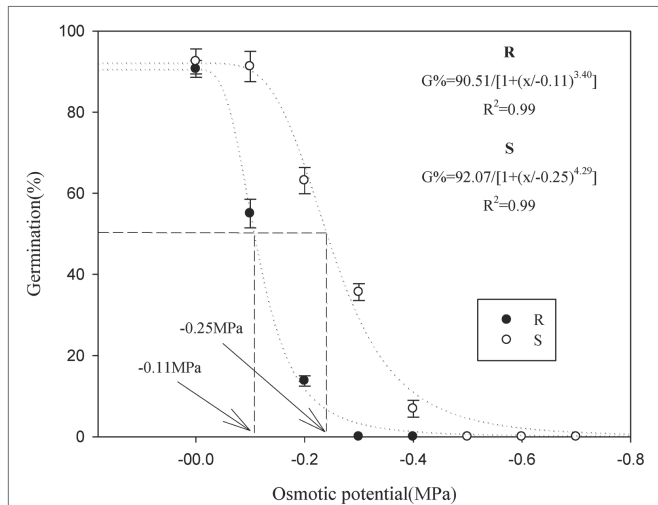 100
80
60
40
20
0
Germination(%)
R
G%=90.51/[1+(x/-0.11)^3.40]
R²=0.99
S
G%=92.07/[1+(x/-0.25)^4.29]
R²=0.99
R
S
-0.25MPa
-0.11MPa
-00.0 -0.2 -0.4 -0.6 -0.8
Osmotic potential(MPa)